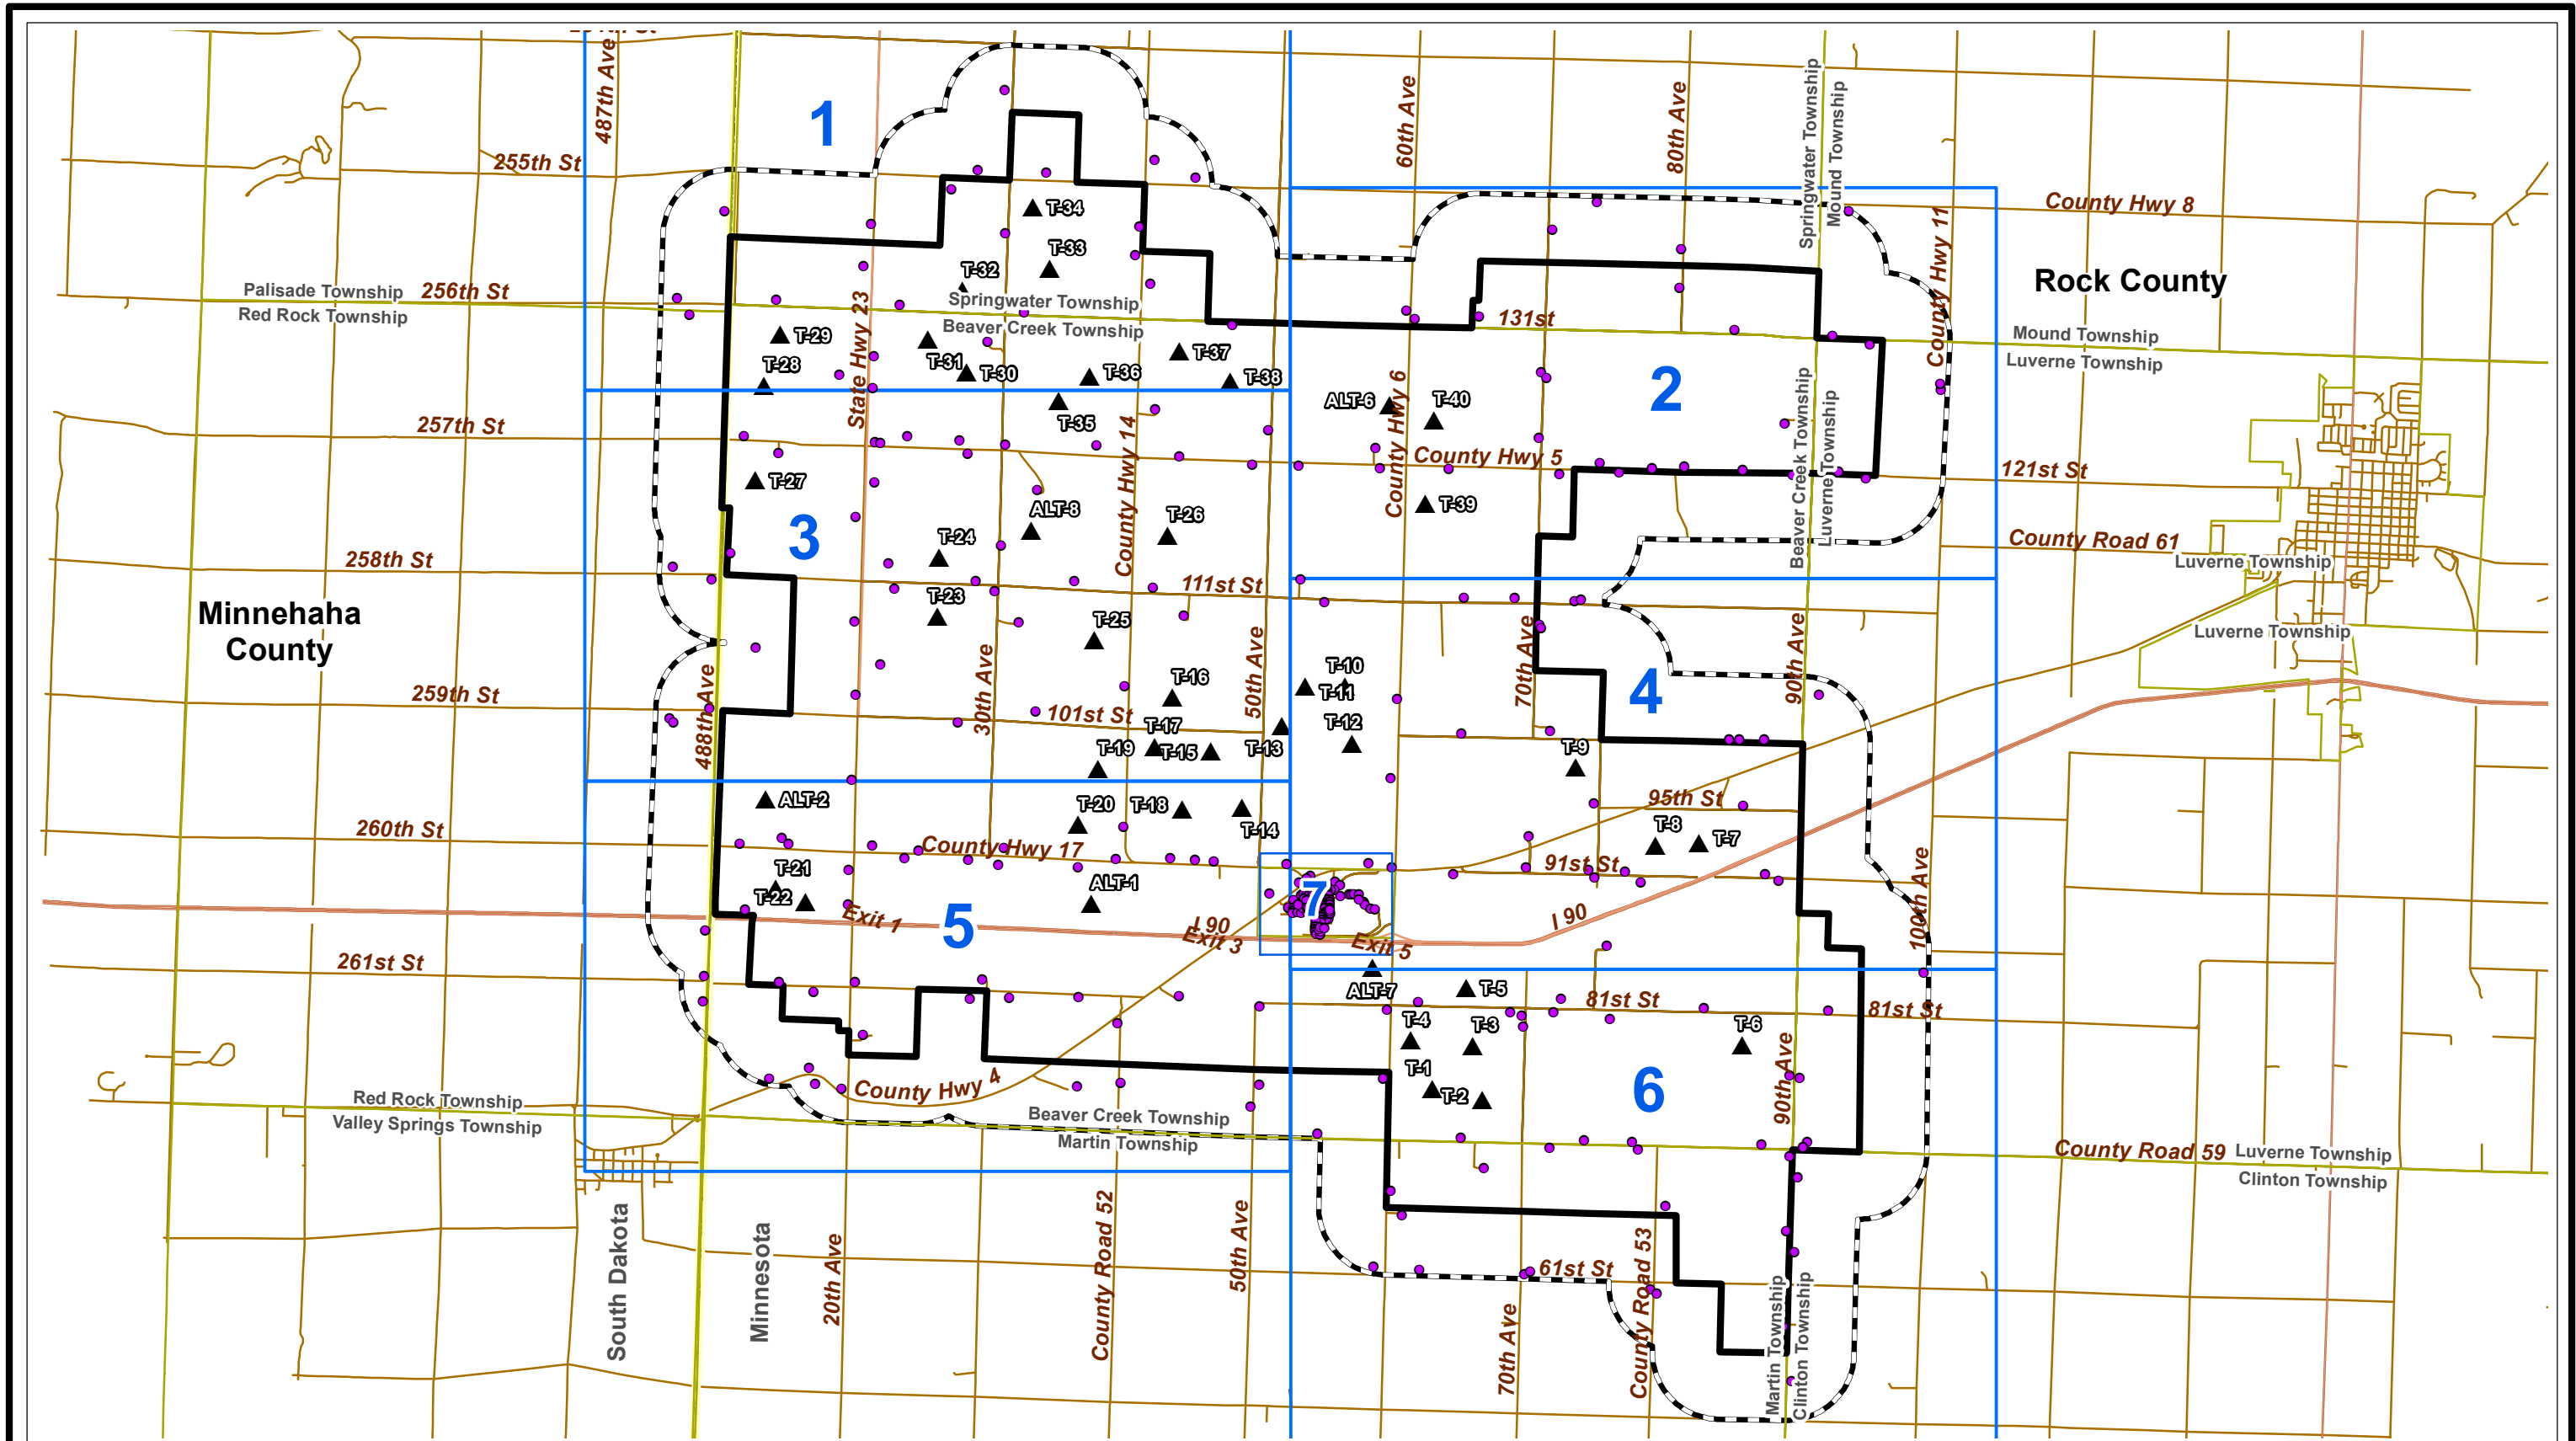 487th Ave
1
60th Ave
80th Ave
Springwater Township
Mound Township
255th St
County Hwy 8
County Hwy 11
T-34
T-33
T-32
Rock County
Palisade Township
256th St
Red Rock Township
Springwater Township
Beaver Creek Township
131st
Mound Township
Luverne Township
State Hwy 23
T-29
T-28
T-31
T-30
T-36
T-37
T-38
2
ALT-6
T-40
T-35
County Hwy 6
Beaver Creek Township
Luverne Township
257th St
County Hwy 14
County Hwy 5
121st St
T-27
T-39
ALT-8
T-26
3
T-24
County Road 61
Luverne Township
258th St
111st St
T-23
T-25
Minnehaha
County
Luverne Township
30th Ave
50th Ave
70th Ave
90th Ave
T-10
T-11
T-16
4
259th St
488th Ave
101st St
T-17
T-12
T-19
T-15
T-13
T-9
ALT-2
T-20
T-18
T-14
95th St
260th St
County Hwy 17
T-8
T-7
91st St
T-21
T-22
ALT-1
7
100th Ave
Exit 1
5
I 90
Exit 3
Exit 5
I 90
261st St
ALT-7
T-5
81st St
81st St
T-4
T-3
T-6
T-1
T-2
6
90th Ave
County Hwy 4
Red Rock Township
Valley Springs Township
Beaver Creek Township
Martin Township
County Road 59
Luverne Township
Clinton Township
South Dakota
Minnesota
20th Ave
County Road 52
50th Ave
61st St
70th Ave
County Road 53
Martin Township
Clinton Township